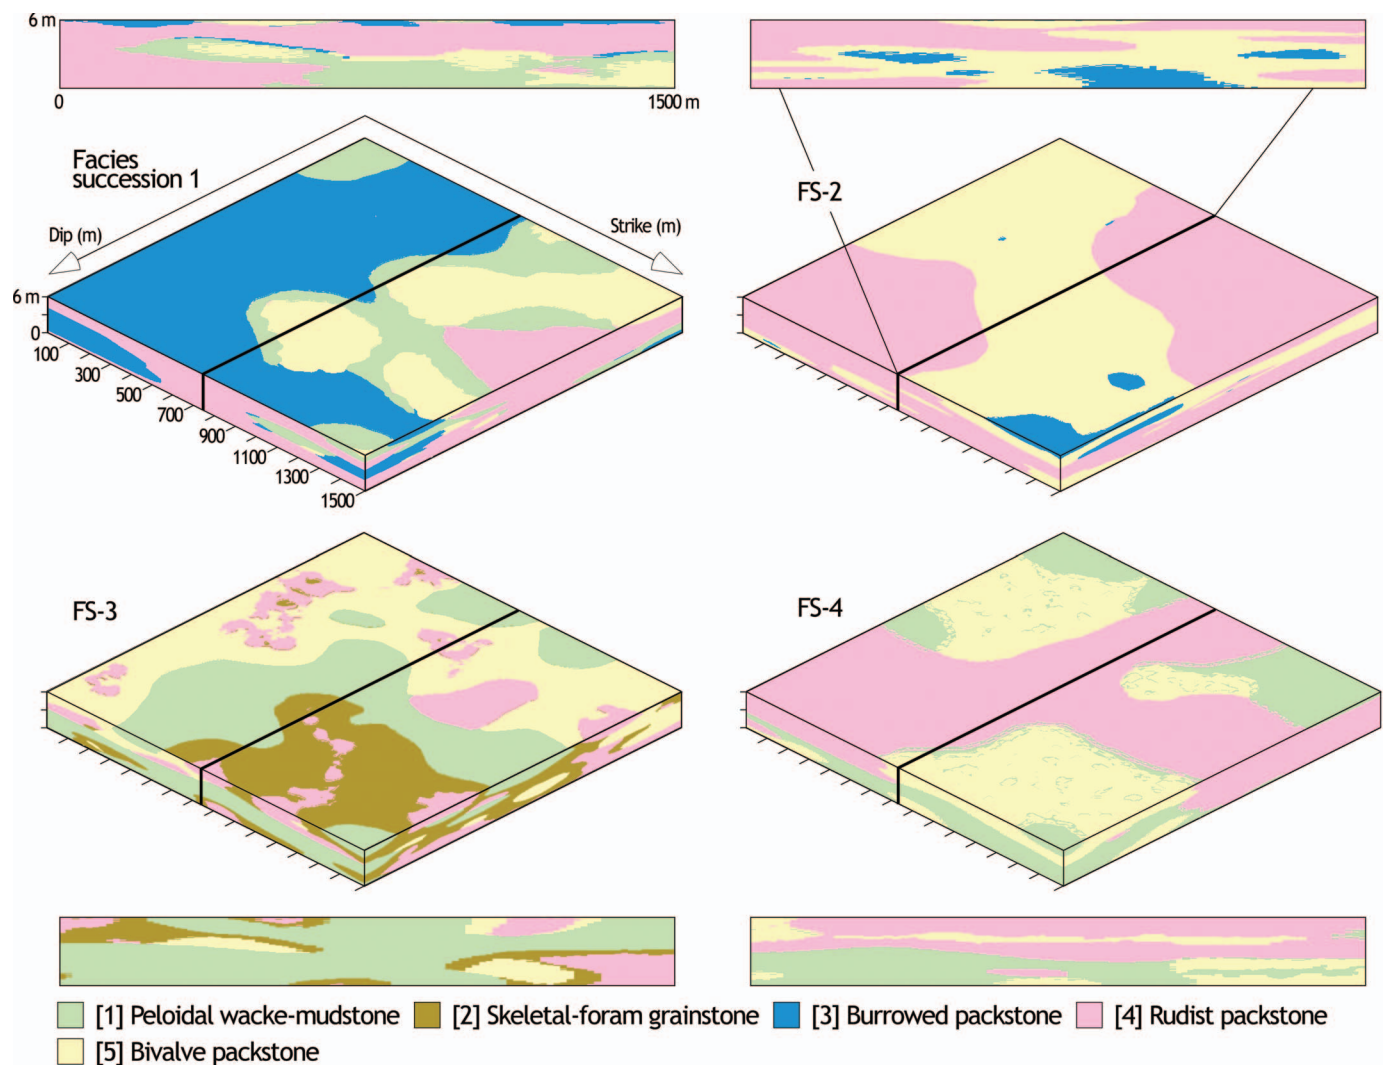 6 m
0
1500 m
Facies
succession 1
FS-2
Dip (m)
Strike (m)
6 m
0
100
300
500
700
900
1100
1300
1500
FS-3
FS-4
[1] Peloidal wacke-mudstone
[2] Skeletal-foram grainstone
[3] Burrowed packstone
[4] Rudist packstone
[5] Bivalve packstone